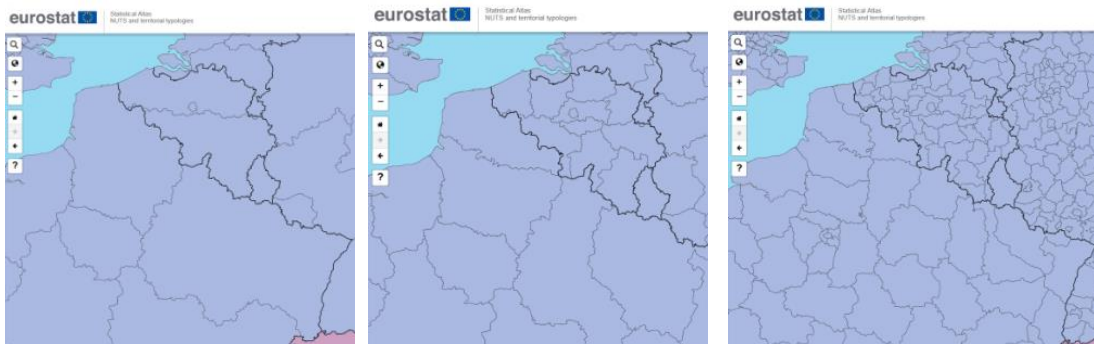 eurostat
Statistical Atlas
NUTS and territorial typologies
+
−
?
eurostat
Statistical Atlas
NUTS and territorial typologies
+
−
?
eurostat
Statistical Atlas
NUTS and territorial typologies
+
−
?